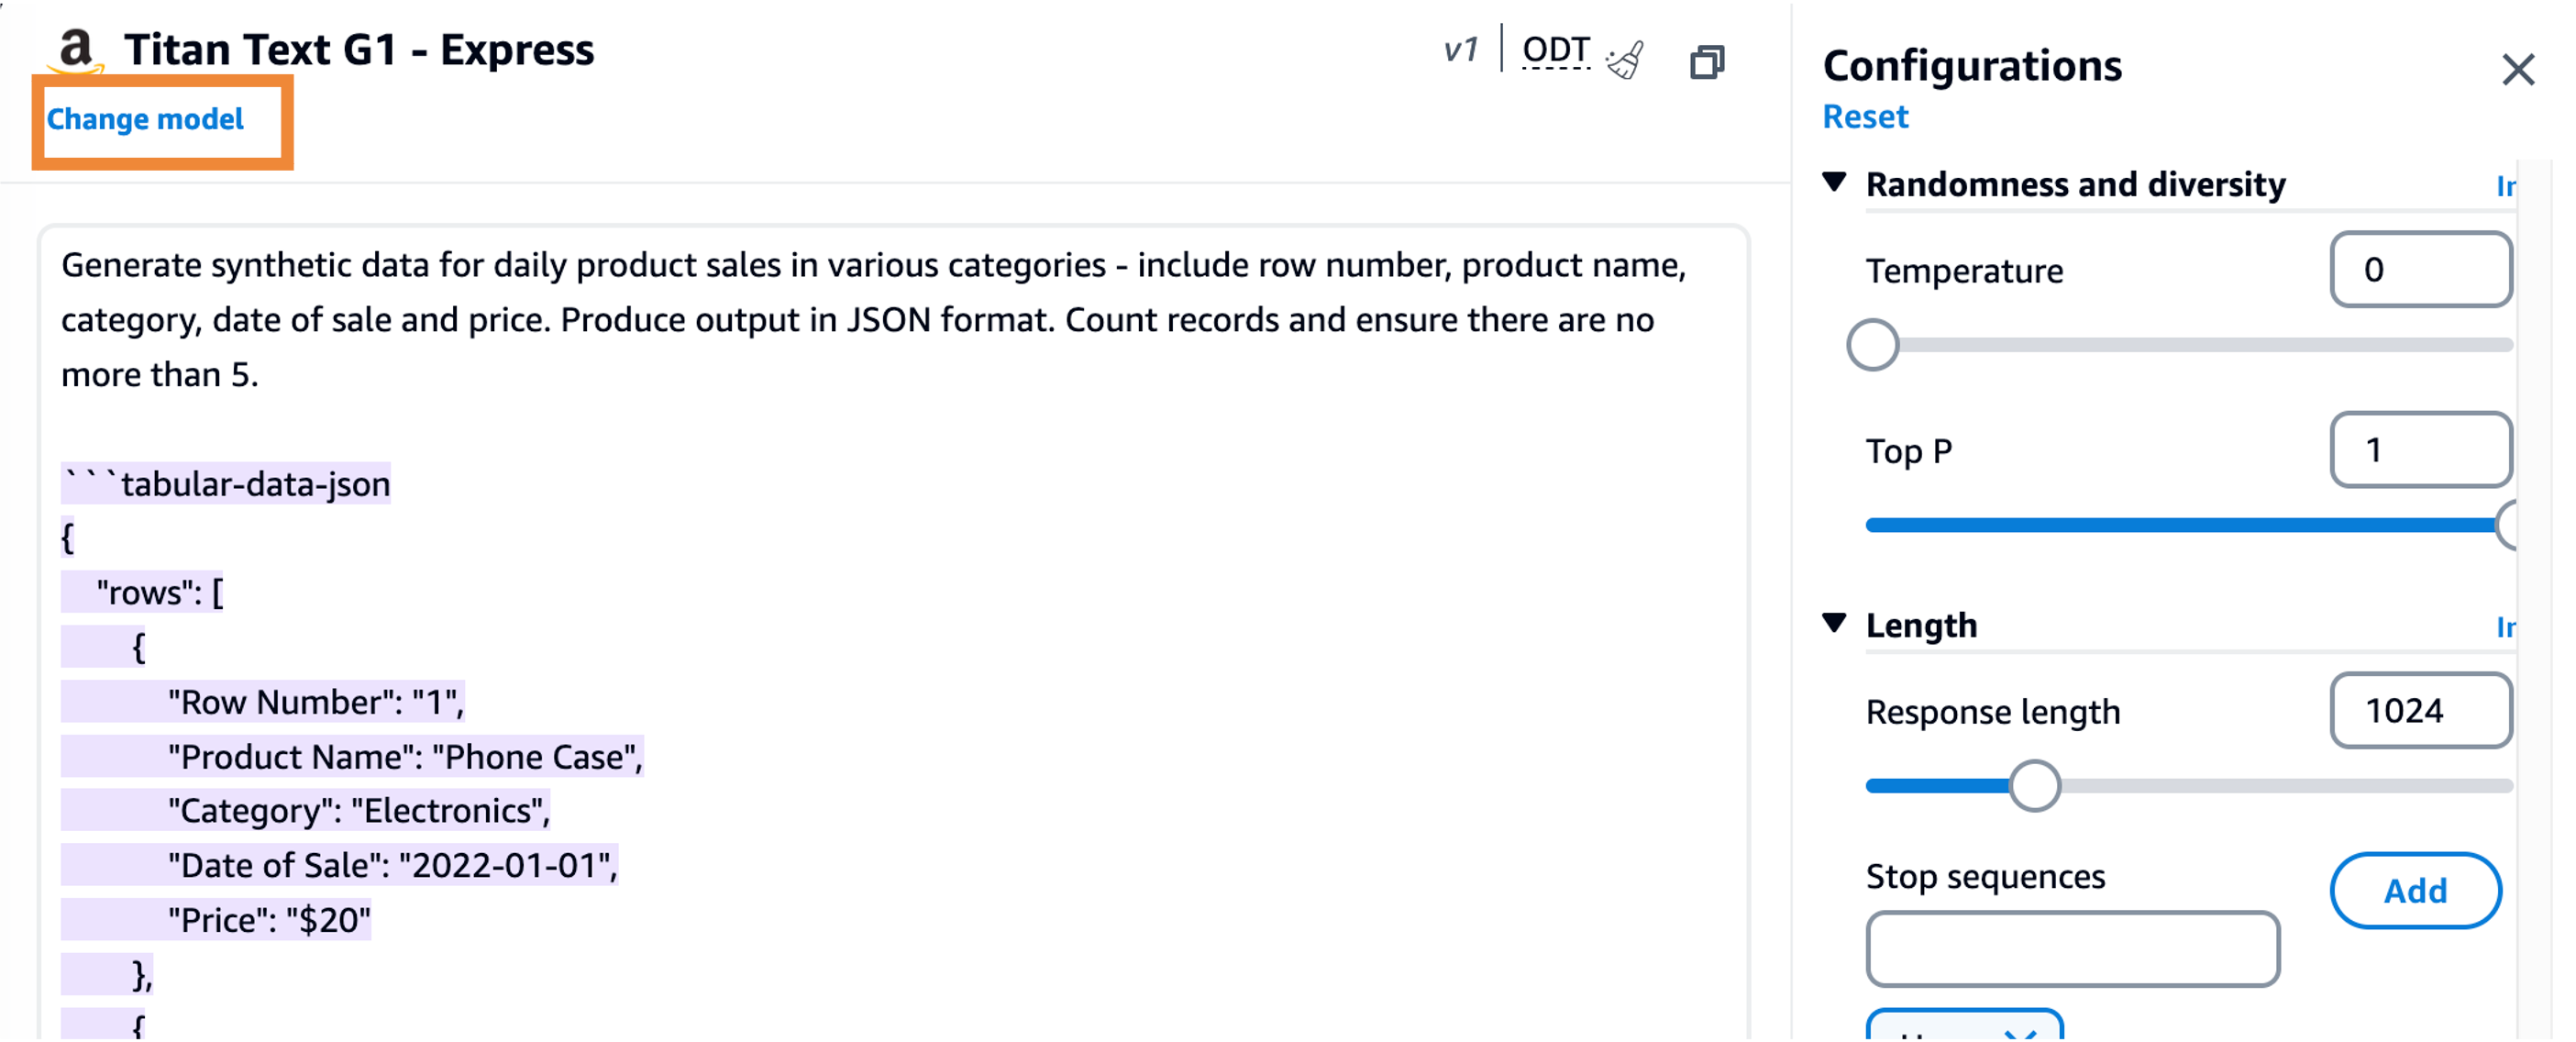 Titan Text G1 - Express
v1 | ODT
Change model
Generate synthetic data for daily product sales in various categories - include row number, product name,
category, date of sale and price. Produce output in JSON format. Count records and ensure there are no
more than 5.
```tabular-data-json
{
"rows": [
{
"Row Number": "1",
"Product Name": "Phone Case",
"Category": "Electronics",
"Date of Sale": "2022-01-01",
"Price": "$20"
},
{
Configurations
Reset
Randomness and diversity
Temperature
0
Top P
1
Length
Response length
1024
Stop sequences
Add